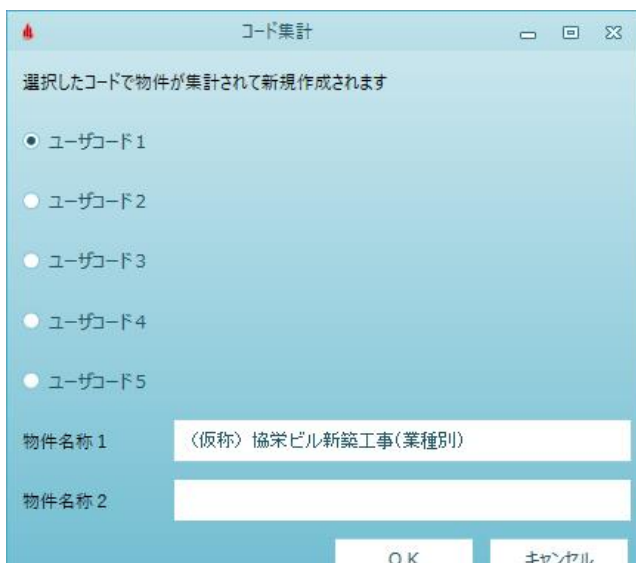 コード集計
選択したコードで物件が集計されて新規作成されます
ユーザコード1
ユーザコード2
ユーザコード3
ユーザコード4
ユーザコード5
物件名称1 （仮称）協栄ビル新築工事(業種別)
物件名称2
OK キャンセル